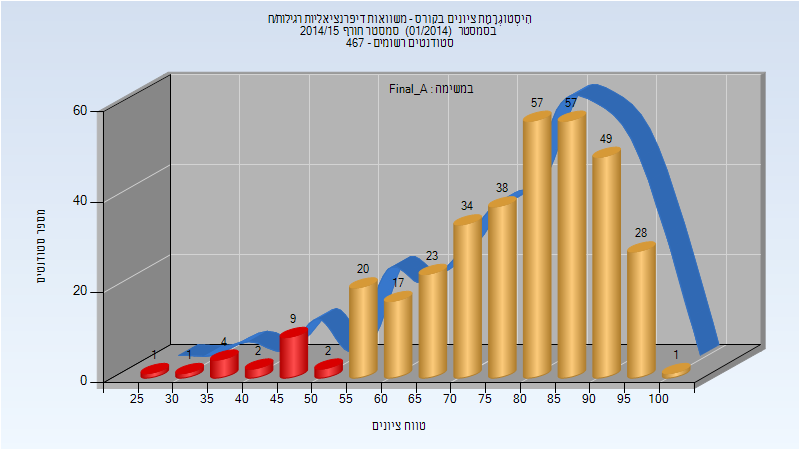 היסטוגרמת ציונים בקורס - משוואות דיפרנציאליות רגילות/ח
בסמסטר (01/2014) סמסטר חורף 2014/15
סטודנטים רשומים - 467
במשימה : Final_A
מספר סטודנטים
60
40
20
0
1
1
4
2
9
2
20
17
23
34
38
57
57
49
28
1
25 30 35 40 45 50 55 60 65 70 75 80 85 90 95 100
טווח ציונים